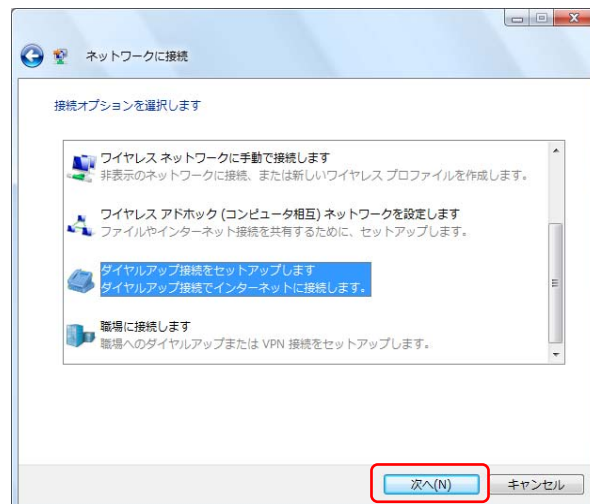 ネットワークに接続
接続オプションを選択します
ワイヤレス ネットワークに手動で接続します
非表示のネットワークに接続、または新しいワイヤレス プロファイルを作成します。
ワイヤレス アドホック (コンピュータ相互) ネットワークを設定します
ファイルやインターネット接続を共有するために、セットアップします。
ダイヤルアップ接続をセットアップします
ダイヤルアップ接続でインターネットに接続します。
職場に接続します
職場へのダイヤルアップまたは VPN 接続をセットアップします。
次へ(N)
キャンセル